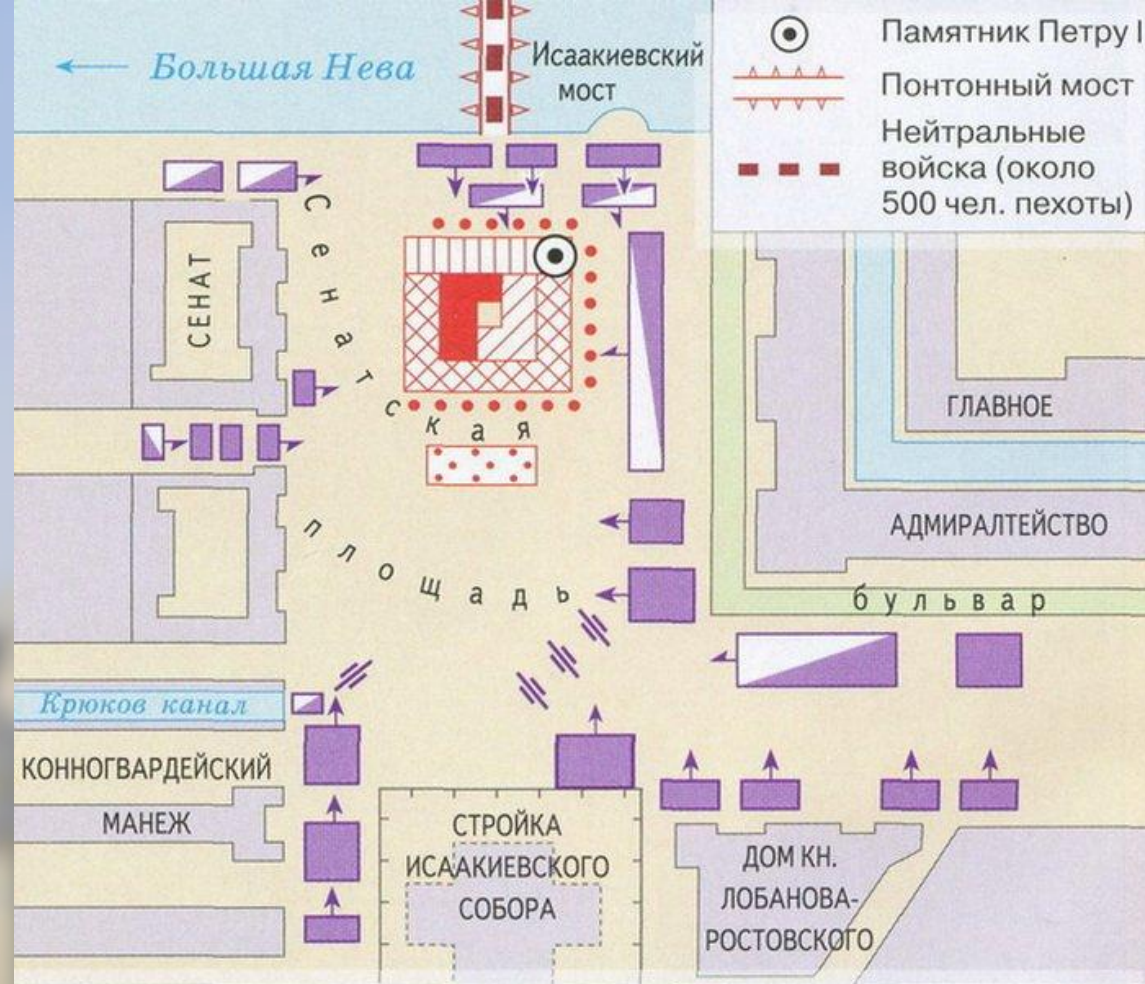 Большая Нева
Исаакиевский
мост
Памятник Петру I
Понтонный мост
Нейтральные
войска (около
500 чел. пехоты)
СЕНАТ
Сенатская
площадь
ГЛАВНОЕ
АДМИРАЛТЕЙСТВО
бульвар
Крюков канал
КОННОГВАРДЕЙСКИЙ
МАНЕЖ
СТРОЙКА
ИСААКИЕВСКОГО
СОБОРА
ДОМ КН.
ЛОБАНОВА-
РОСТОВСКОГО